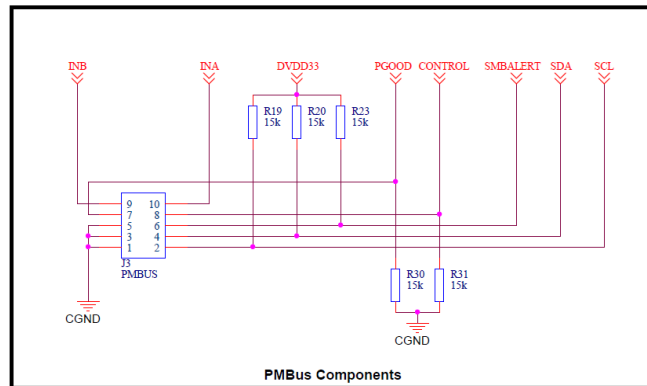 INB INA DVDD33 PGOOD CONTROL SMBALERT SDA SCL
R19 R20 R23
15k 15k 15k
9 10
7 8
5 6
3 4
1 2
J3
PMBUS
R30 R31
15k 15k
CGND
CGND
PMBus Components